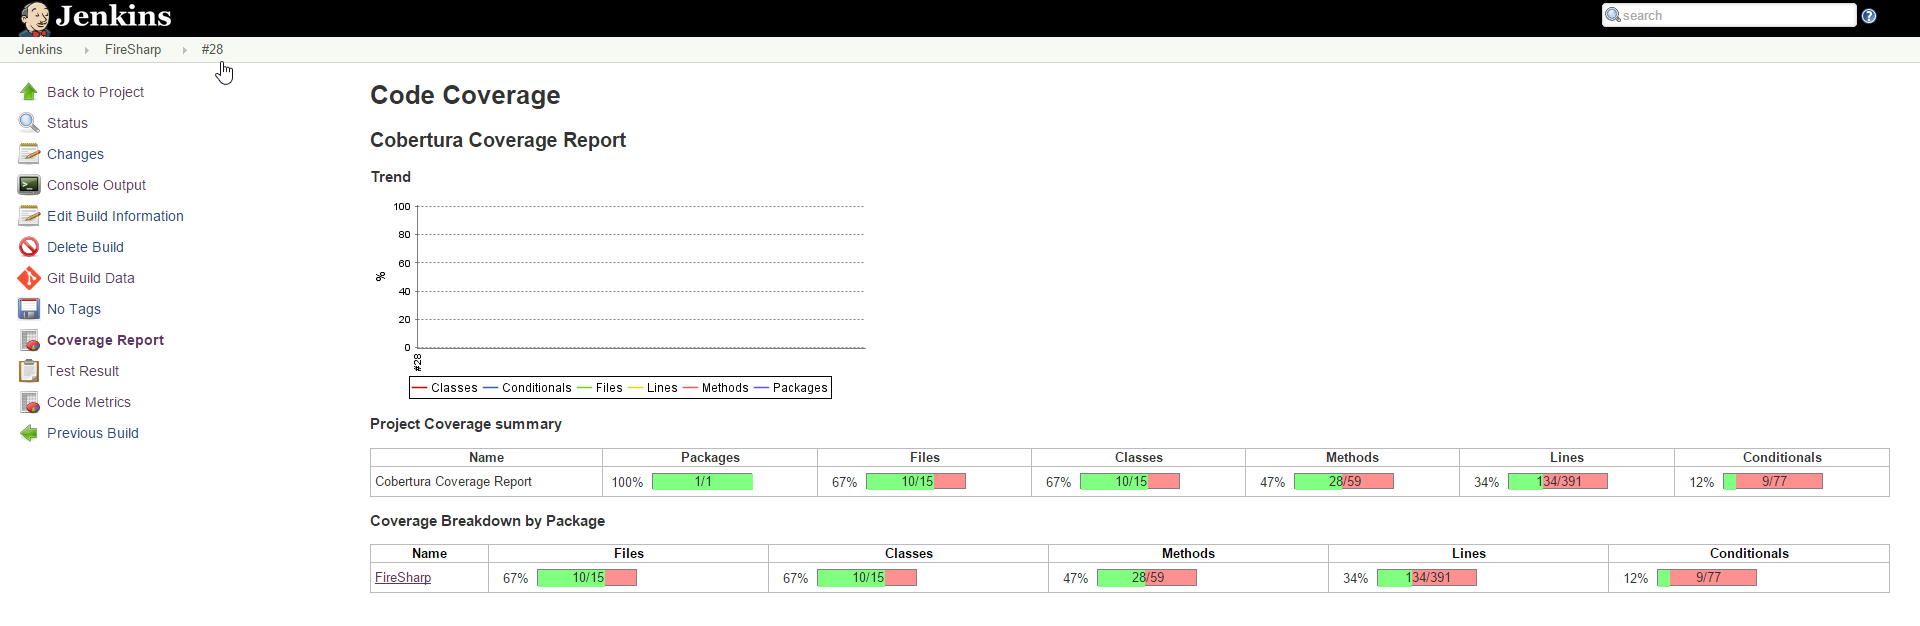 Jenkins
search
Jenkins FireSharp #28
Back to Project
Status
Changes
Console Output
Edit Build Information
Delete Build
Git Build Data
No Tags
Coverage Report
Test Result
Code Metrics
Previous Build
Code Coverage
Cobertura Coverage Report
Trend
100
80
60
40
20
0
%
#28
Classes Conditionals Files Lines Methods Packages
Project Coverage summary
Name Packages Files Classes Methods Lines Conditionals
Cobertura Coverage Report 100% 1/1 67% 10/15 67% 10/15 47% 28/59 34% 134/391 12% 9/77
Coverage Breakdown by Package
Name Files Classes Methods Lines Conditionals
FireSharp 67% 10/15 67% 10/15 47% 28/59 34% 134/391 12% 9/77